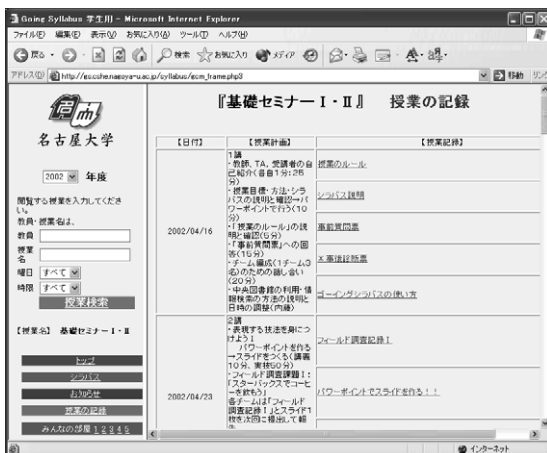 Going Syllabus 学生用 - Microsoft Internet Explorer
ファイル(F) 編集(E) 表示(V) お気に入り(A) ツール(T) ヘルプ(H)
戻る 検索 お気に入り メディア
アドレス(D) http://gs.cshe.nagoya-u.ac.jp/syllabus/gcm_frame.php3 移動 リンク
名古屋大学
2002 年度
閲覧する授業を入力してくださ
い。
教員・授業名は、
教員
授業
名
曜日 すべて
時限 すべて
授業検索
【授業名】 基礎セミナーI・II
トップ
シラバス
お知らせ
授業の記録
みんなの部屋 1 2 3 4 5
『基礎セミナーI・II』 授業の記録
【日付】 【授業計画】 【授業記録】
2002/04/16
1講
・教師、TA、受講者の自
己紹介(各自1分:25
分)
・授業目標・方法・シラ
バスの説明と確認→パ
ワーポイントで行う(10
分)
・「授業のルール」の説
明と確認(5分)
・「事前質問票」への回
答(15分)
・チーム編成(1チーム3
名)のための話し合い
(20分)
・中央図書館の利用・情
報検索の方法の説明と
日時の調整(内藤)
授業のルール
シラバス説明
事前質問票
X 事後診断票
ゴーイングシラバスの使い方
2002/04/23
2講
・表現する技法を身につ
けようI
パワーポイントを作る
→スライドをつくる(講義
10分、実技50分)
・フィールド調査課題I:
「スターバックスでコーヒ
ーを飲もう」
各チームは「フィールド
調査記録I」とスライド1
枚を次回に提出して報
フィールド調査記録I
パワーポイントでスライドを作る!!
インターネット